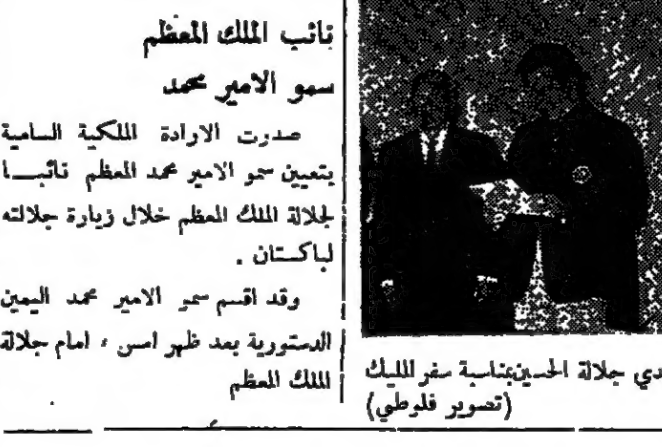 نائب الملك المعظم
سمو الامير محمد
صدرت الارادة الملكية السامية
بتعيين سمو الامير محمد المعظم نائبـــا
لجلالة الملك المعظم خلال زيارة جلالته
لباكستان .
وقد اقسم سمو الامير محمد اليمين
الدستورية بعد ظهر امس ، امام جلالة
الملك المعظم
جلالة الحسين بمناسبة سفر المليك
(تصوير فلوطي)